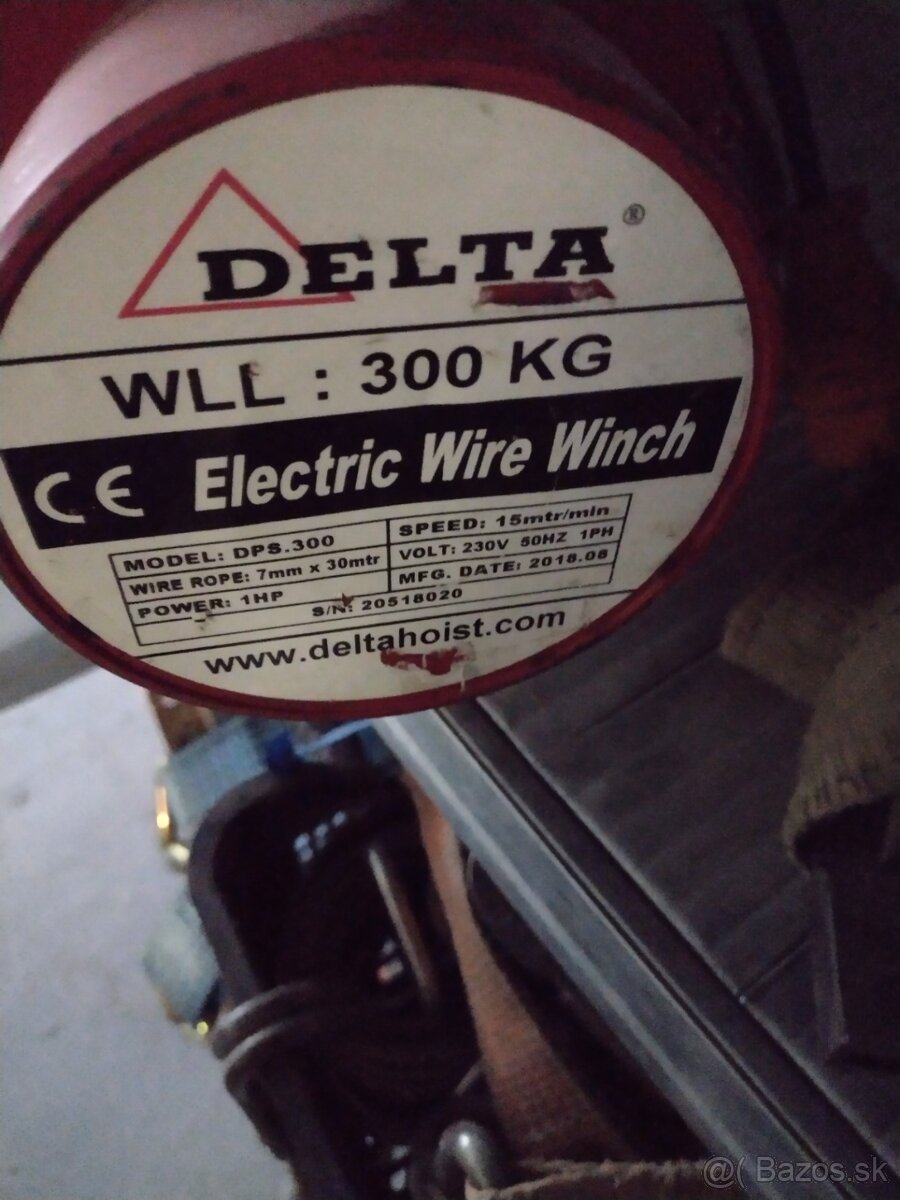 DELTA ®
WLL : 300 KG
CE Electric Wire Winch
MODEL: DPS.300
SPEED: 15mtr/min
WIRE ROPE: 7mm x 30mtr
VOLT: 230V 50HZ 1PH
POWER: 1HP
MFG. DATE: 2018.08
S/N: 20518020
www.deltahoist.com
@( Bazos.sk